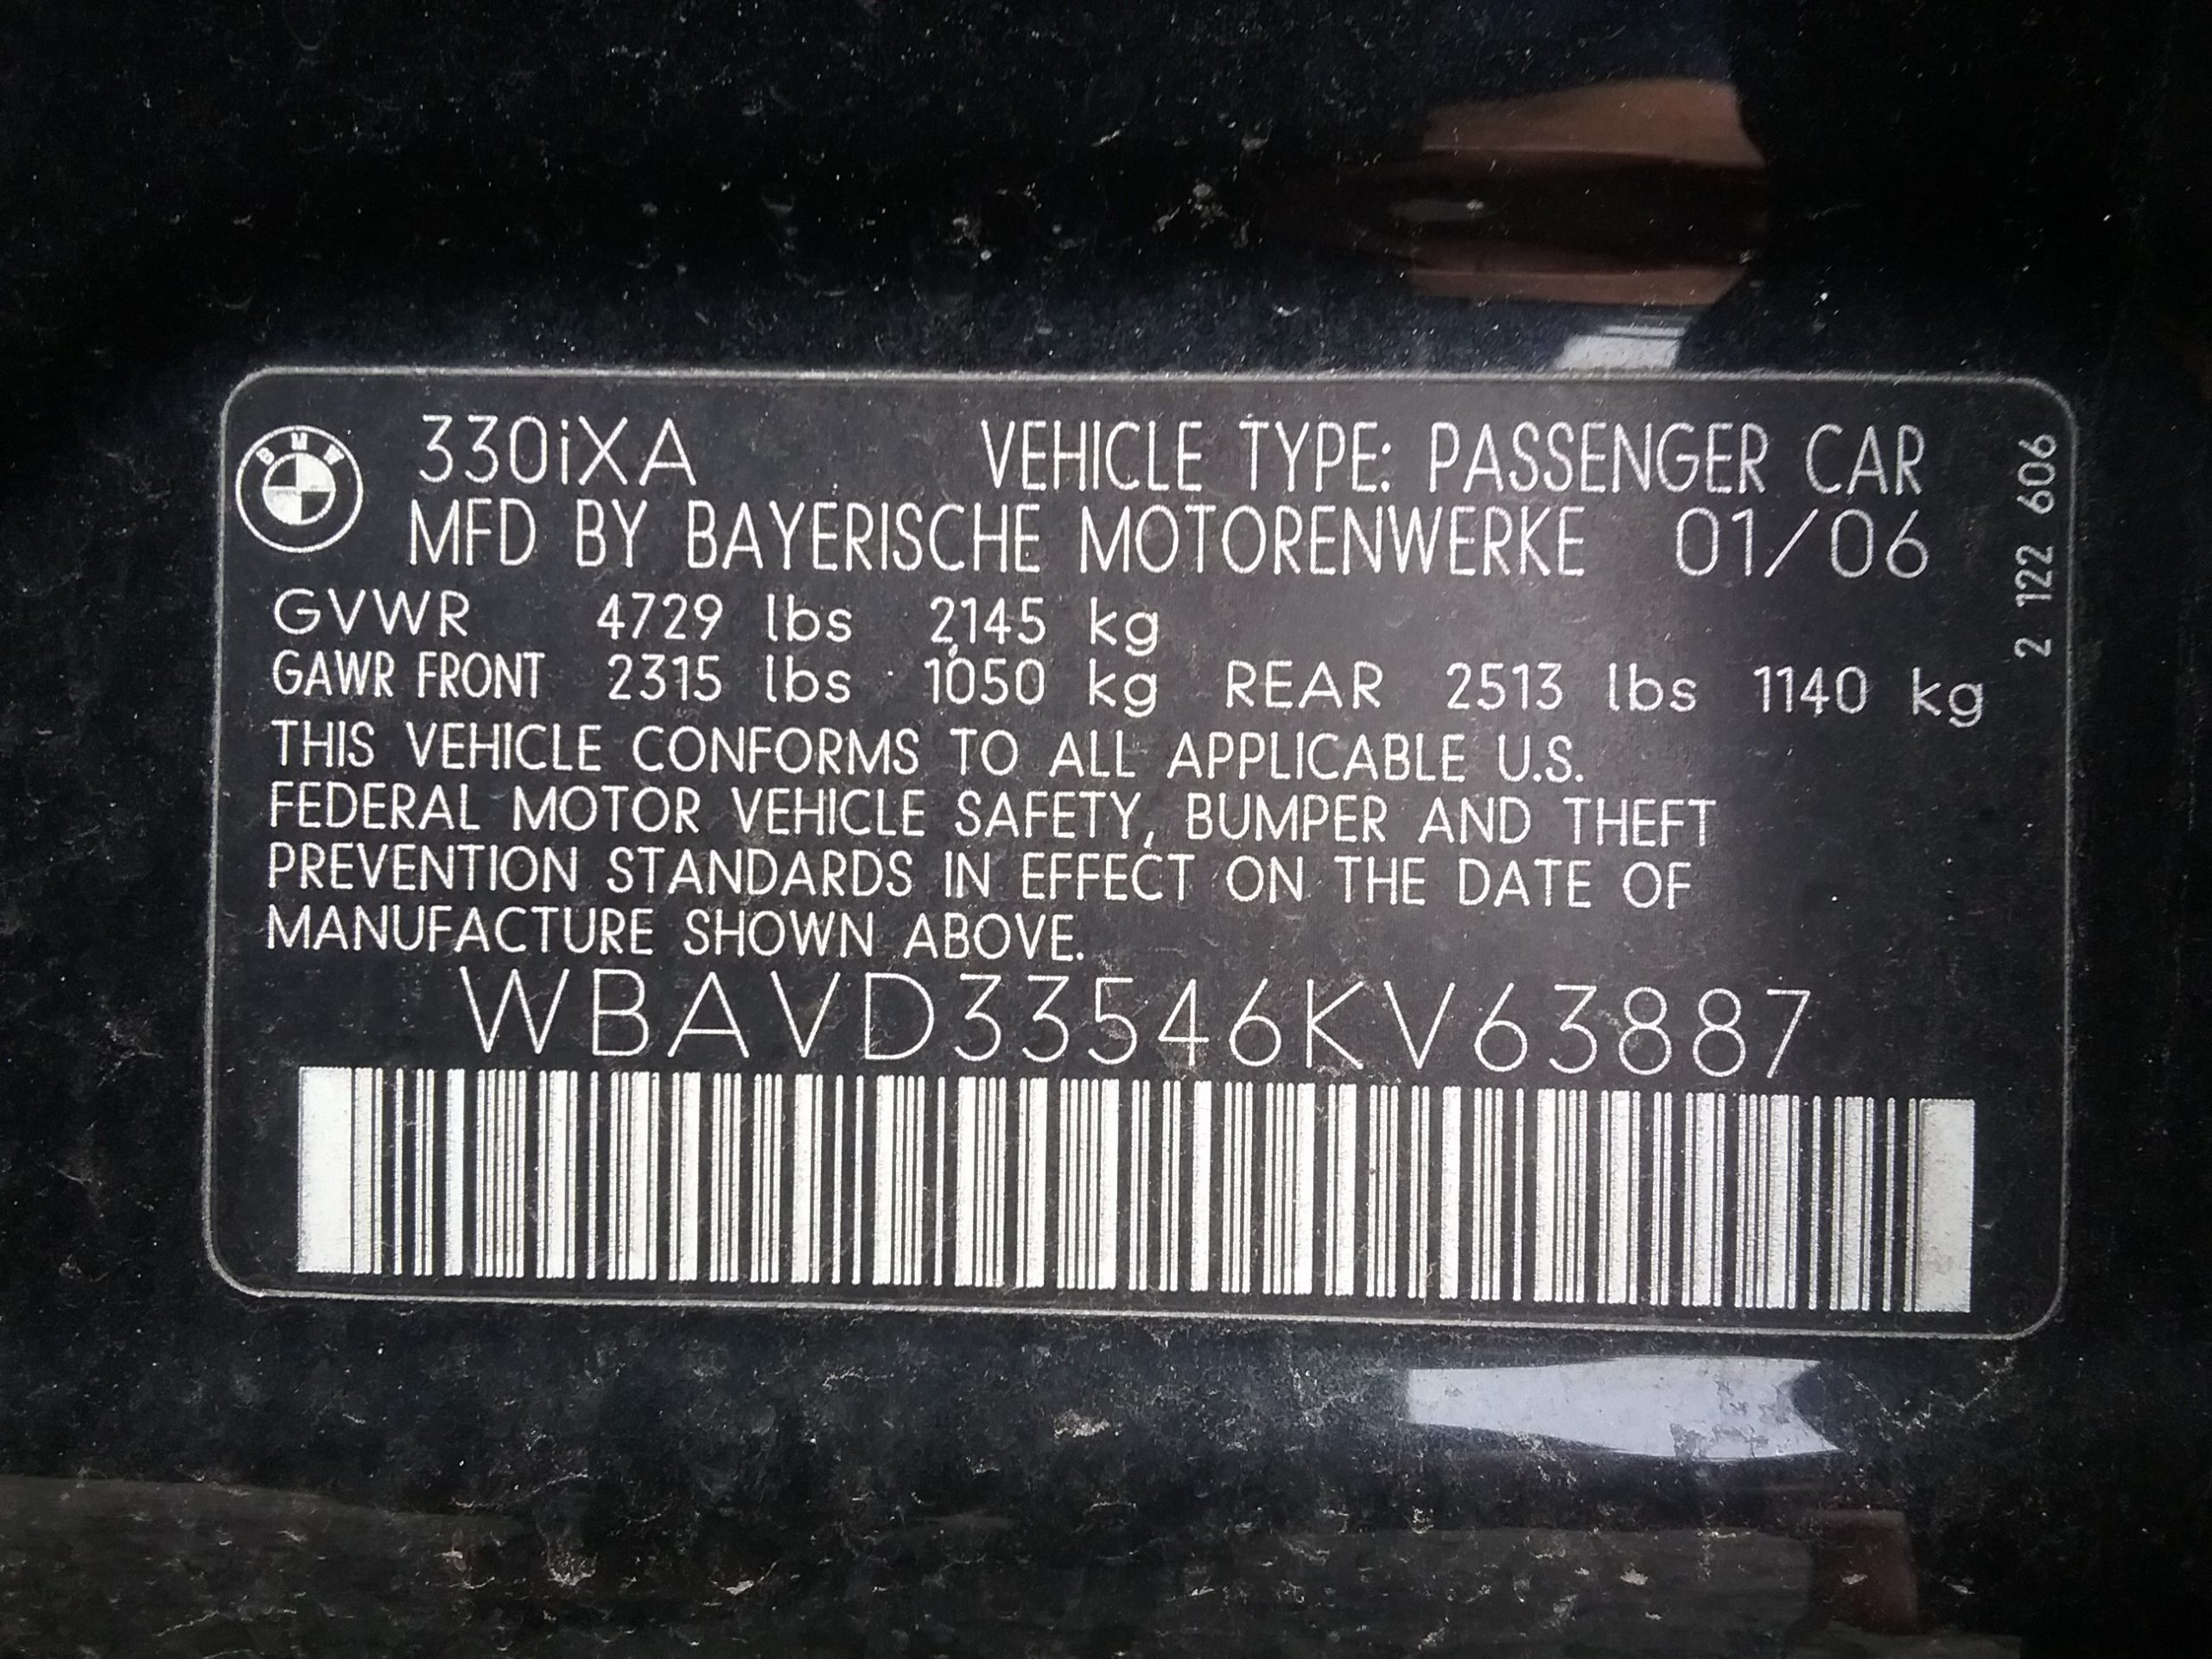 BMW
330iXA VEHICLE TYPE: PASSENGER CAR
MFD BY BAYERISCHE MOTORENWERKE 01/06
GVWR 4729 lbs 2145 kg
GAWR FRONT 2315 lbs 1050 kg REAR 2513 lbs 1140 kg
THIS VEHICLE CONFORMS TO ALL APPLICABLE U.S.
FEDERAL MOTOR VEHICLE SAFETY, BUMPER AND THEFT
PREVENTION STANDARDS IN EFFECT ON THE DATE OF
MANUFACTURE SHOWN ABOVE.
WBAVD33546KV63887
2 122 606